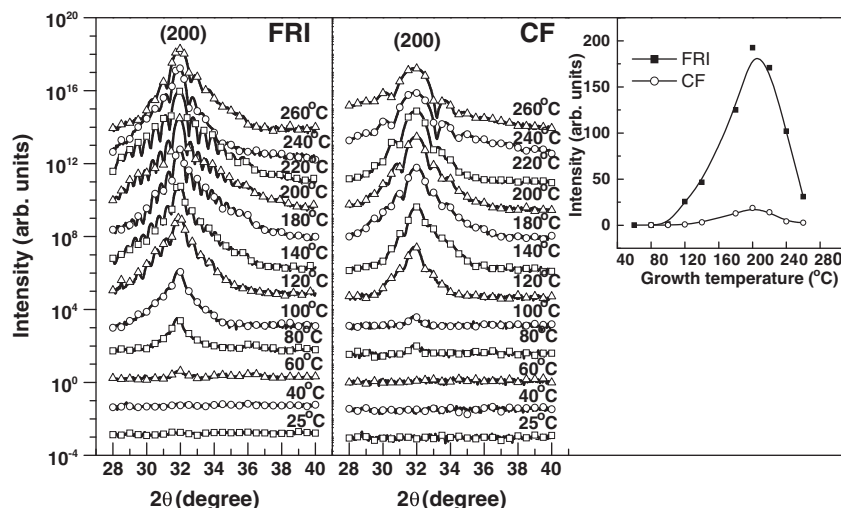 Intensity (arb. units)
10^20
10^16
10^12
10^8
10^4
10^0
10^-4
(200)
FRI
260°C
240°C
220°C
200°C
180°C
140°C
120°C
100°C
80°C
60°C
40°C
25°C
28 30 32 34 36 38 40
2θ (degree)
(200)
CF
260°C
240°C
220°C
200°C
180°C
140°C
120°C
100°C
80°C
60°C
40°C
25°C
28 30 32 34 36 38 40
2θ (degree)
Intensity (arb. units)
200
150
100
50
0
FRI
CF
40 80 120 160 200 240 280
Growth temperature (°C)